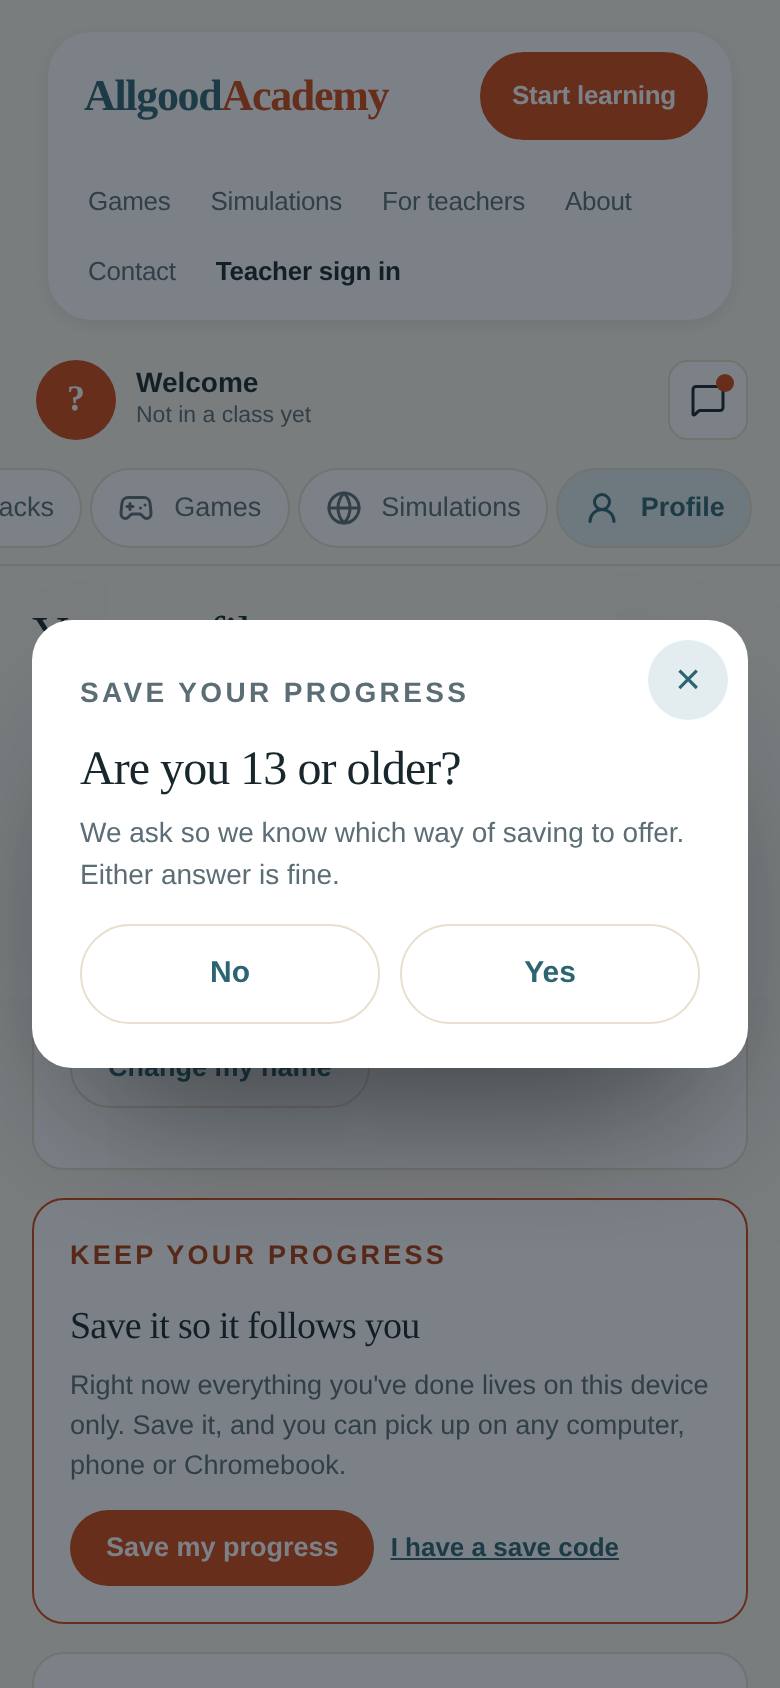 AllgoodAcademy
Start learning
Games Simulations For teachers About
Contact Teacher sign in
?
Welcome
Not in a class yet
acks Games Simulations Profile
SAVE YOUR PROGRESS
Are you 13 or older?
We ask so we know which way of saving to offer.
Either answer is fine.
No Yes
Change my name
KEEP YOUR PROGRESS
Save it so it follows you
Right now everything you've done lives on this device
only. Save it, and you can pick up on any computer,
phone or Chromebook.
Save my progress I have a save code